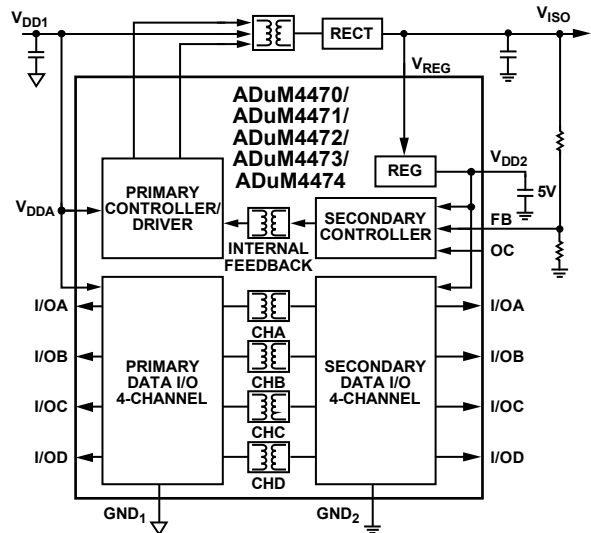 VDD1
VISO
RECT
VREG
ADuM4470/
ADuM4471/
ADuM4472/
ADuM4473/
ADuM4474
REG
VDD2
5V
VDDA
PRIMARY
CONTROLLER/
DRIVER
INTERNAL
FEEDBACK
SECONDARY
CONTROLLER
FB
OC
I/OA
I/OB
I/OC
I/OD
PRIMARY
DATA I/O
4-CHANNEL
CHA
CHB
CHC
CHD
SECONDARY
DATA I/O
4-CHANNEL
I/OA
I/OB
I/OC
I/OD
GND1
GND2